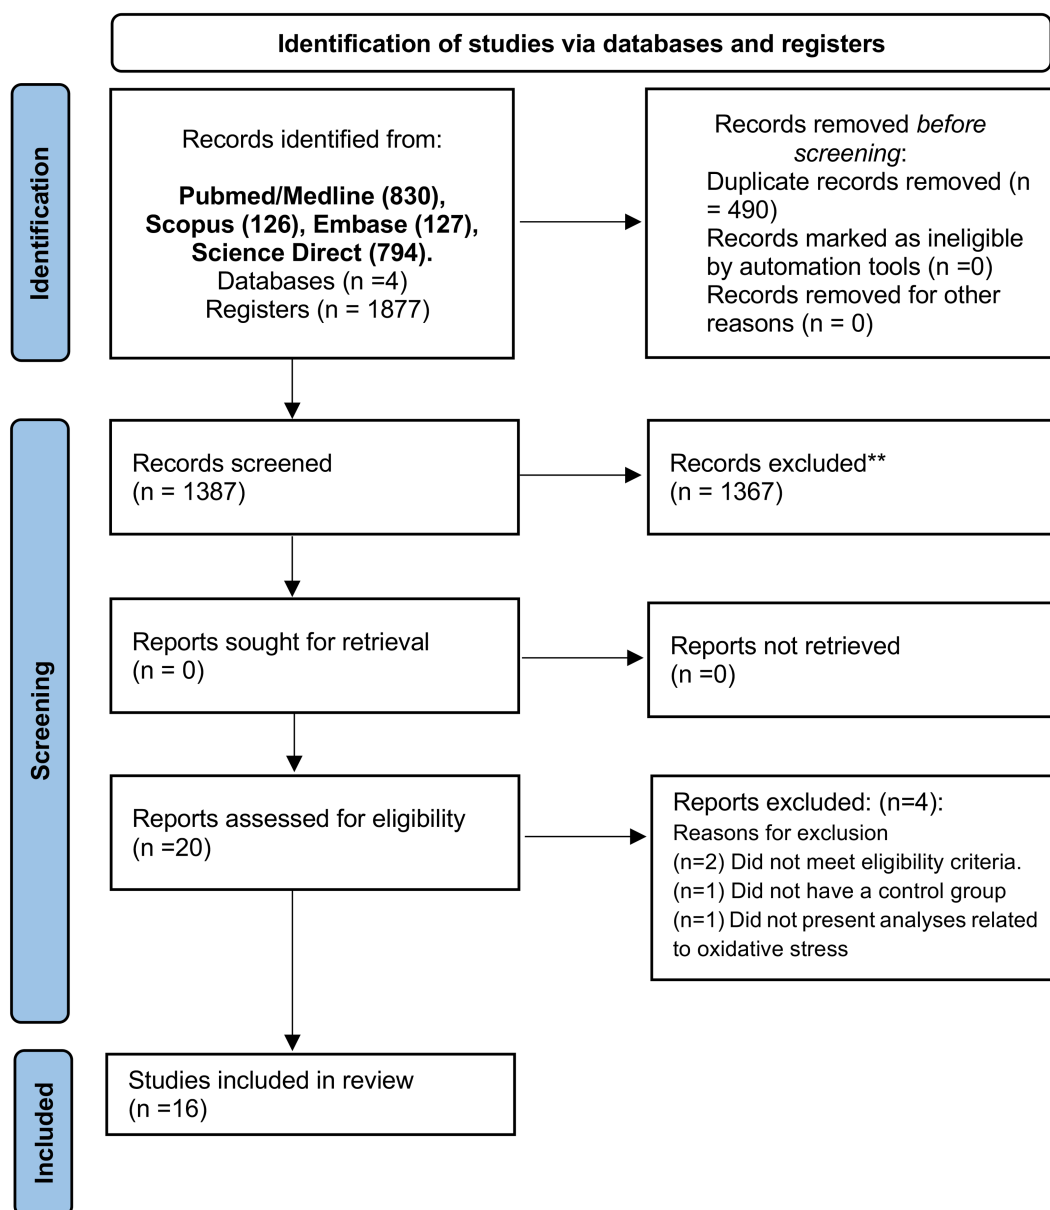 Identification of studies via databases and registers
Identification
Records identified from:
Pubmed/Medline (830),
Scopus (126), Embase (127),
Science Direct (794).
Databases (n =4)
Registers (n = 1877)
Records removed before
screening:
Duplicate records removed (n
= 490)
Records marked as ineligible
by automation tools (n =0)
Records removed for other
reasons (n = 0)
Screening
Records screened
(n = 1387)
Records excluded**
(n = 1367)
Reports sought for retrieval
(n = 0)
Reports not retrieved
(n =0)
Reports assessed for eligibility
(n =20)
Reports excluded: (n=4):
Reasons for exclusion
(n=2) Did not meet eligibility criteria.
(n=1) Did not have a control group
(n=1) Did not present analyses related
to oxidative stress
Included
Studies included in review
(n =16)